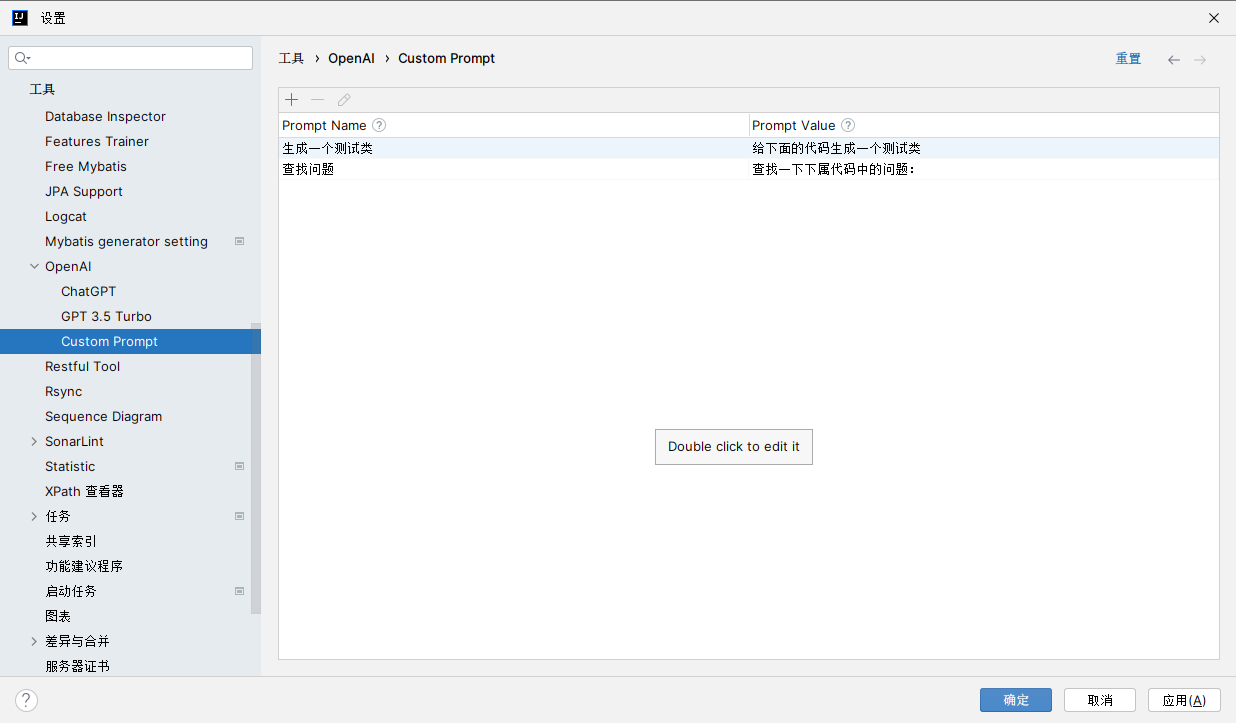 设置
工具 › OpenAI › Custom Prompt
重置
工具
Database Inspector
Features Trainer
Free Mybatis
JPA Support
Logcat
Mybatis generator setting
OpenAI
ChatGPT
GPT 3.5 Turbo
Custom Prompt
Restful Tool
Rsync
Sequence Diagram
SonarLint
Statistic
XPath 查看器
任务
共享索引
功能建议程序
启动任务
图表
差异与合并
服务器证书
Prompt Name ? Prompt Value ?
生成一个测试类 给下面的代码生成一个测试类
查找问题 查找一下下属代码中的问题：
Double click to edit it
? 确定 取消 应用(A)